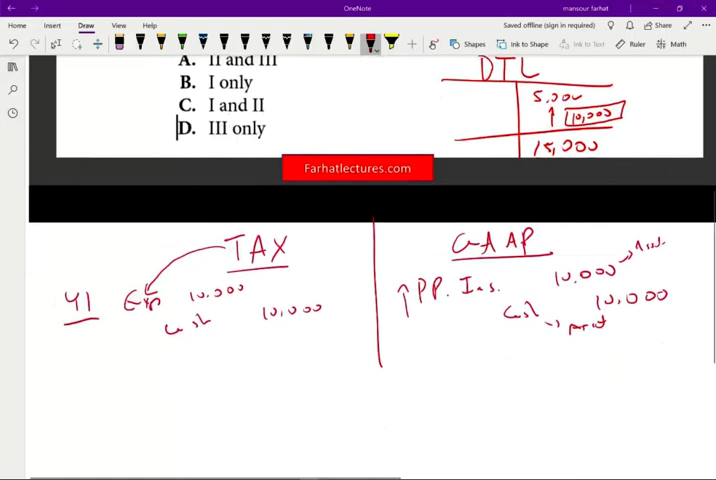 OneNote
mansour farhat
Home Insert Draw View Help
Saved offline (sign in required) Share
Shapes Ink to Shape Ink to Text Ruler Math
A. II and III
B. I only
C. I and II
D. III only
DTL
5,000
↑ 10,000
15,000
Farhatlectures.com
TAX
Y1 Exp 10,000
Cash 10,000
GAAP
↑ PP. Ins. 10,000 →
Cash 10,000